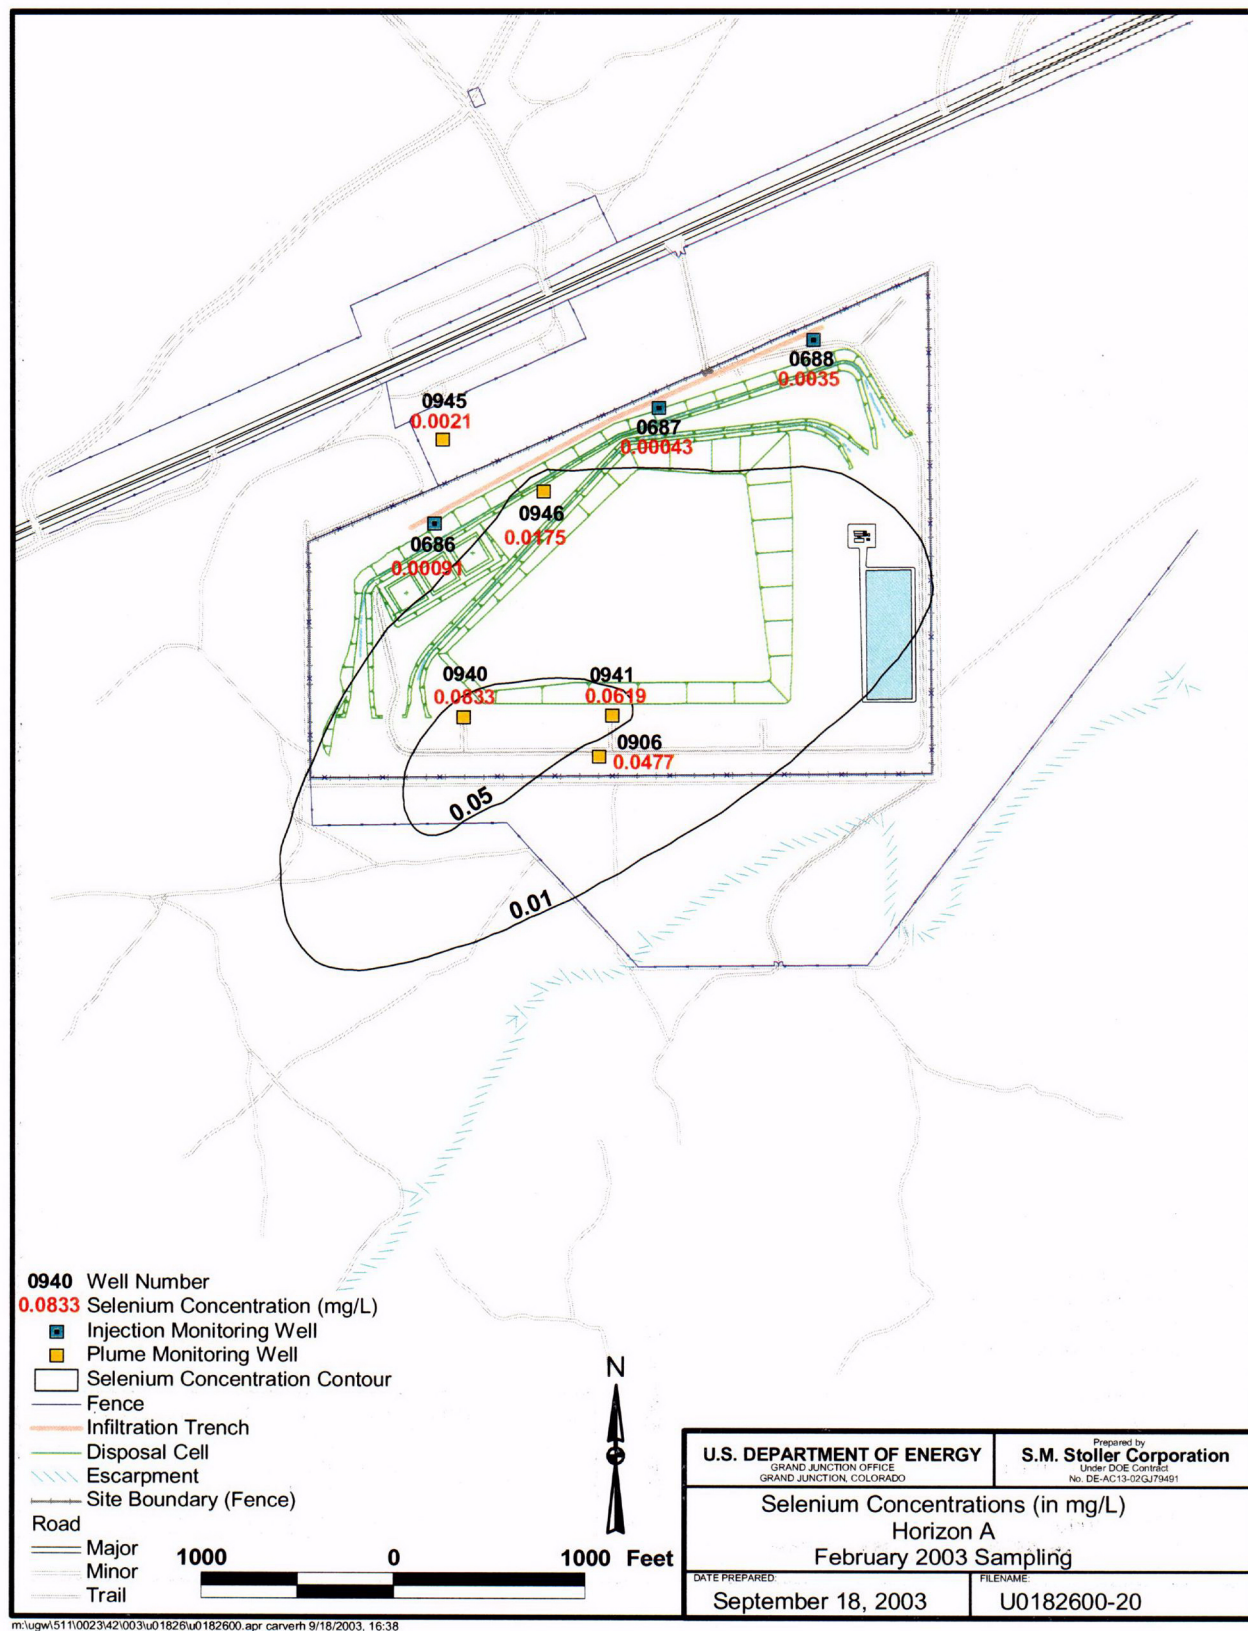 0688
0.0035
0945
0.0021
0687
0.00043
0946
0.0175
0686
0.00091
0940
0.0833
0941
0.0619
0906
0.0477
0.05
0.01
0940 Well Number
0.0833 Selenium Concentration (mg/L)
Injection Monitoring Well
Plume Monitoring Well
Selenium Concentration Contour
Fence
Infiltration Trench
Disposal Cell
Escarpment
Site Boundary (Fence)
Road
Major
Minor
Trail
N
1000 0 1000 Feet
U.S. DEPARTMENT OF ENERGY
GRAND JUNCTION OFFICE
GRAND JUNCTION, COLORADO
Prepared by
S.M. Stoller Corporation
Under DOE Contract
No. DE-AC13-02GJ79491
Selenium Concentrations (in mg/L)
Horizon A
February 2003 Sampling
DATE PREPARED:
September 18, 2003
FILENAME:
U0182600-20
m:\ugw\511\0023\42\003\u01826\u0182600.apr carverh 9/18/2003, 16:38